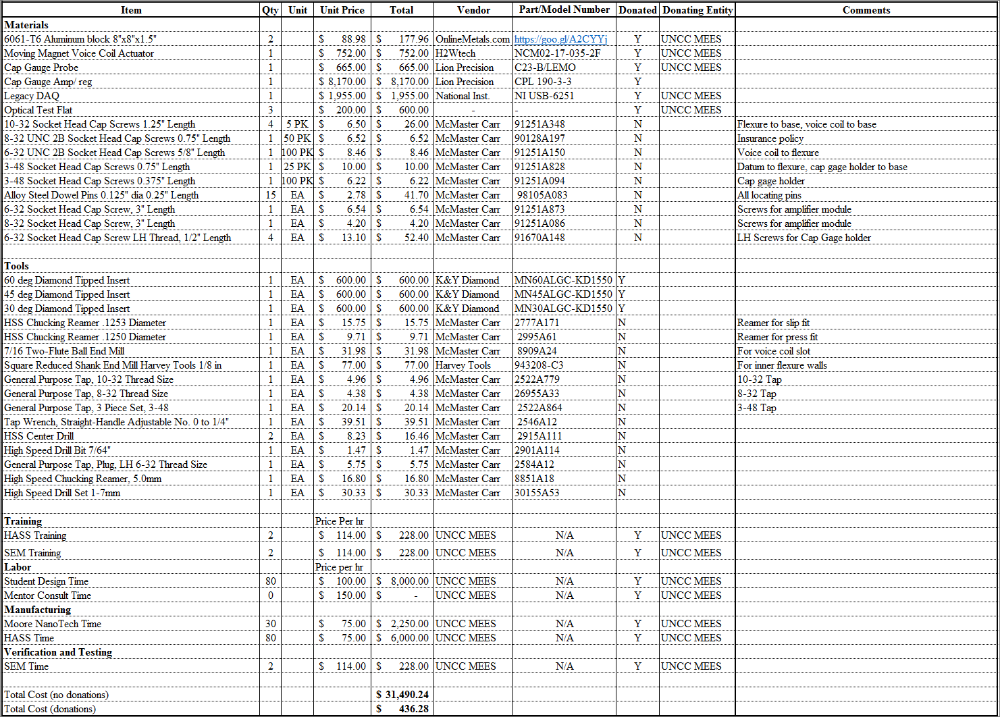 Item Qty Unit Unit Price Total Vendor Part/Model Number Donated Donating Entity Comments
Materials
6061-T6 Aluminum block 8"x8"x1.5" 2 $ 88.98 $ 177.96 OnlineMetals.com https://goo.gl/A2CYYj Y UNCC MEES
Moving Magnet Voice Coil Actuator 1 $ 752.00 $ 752.00 H2Wtech NCM02-17-035-2F Y UNCC MEES
Cap Gauge Probe 1 $ 665.00 $ 665.00 Lion Precision C23-B/LEMO Y UNCC MEES
Cap Gauge Amp/ reg 1 $ 8,170.00 $ 8,170.00 Lion Precision CPL 190-3-3 Y
Legacy DAQ 1 $ 1,955.00 $ 1,955.00 National Inst. NI USB-6251 Y UNCC MEES
Optical Test Flat 3 $ 200.00 $ 600.00 - - Y UNCC MEES
10-32 Socket Head Cap Screws 1.25" Length 4 5 PK $ 6.50 $ 26.00 McMaster Carr 91251A348 N Flexure to base, voice coil to base
8-32 UNC 2B Socket Head Cap Screws 0.75" Length 1 50 PK $ 6.52 $ 6.52 McMaster Carr 90128A197 N Insurance policy
6-32 UNC 2B Socket Head Cap Screws 5/8" Length 1 100 PK $ 8.46 $ 8.46 McMaster Carr 91251A150 N Voice coil to flexure
3-48 Socket Head Cap Screws 0.75" Length 1 25 PK $ 10.00 $ 10.00 McMaster Carr 91251A828 N Datum to flexure, cap gage holder to base
3-48 Socket Head Cap Screws 0.375" Length 1 100 PK $ 6.22 $ 6.22 McMaster Carr 91251A094 N Cap gage holder
Alloy Steel Dowel Pins 0.125" dia 0.25" Length 15 EA $ 2.78 $ 41.70 McMaster Carr 98105A083 N All locating pins
6-32 Socket Head Cap Screw, 3" Length 1 EA $ 6.54 $ 6.54 McMaster Carr 91251A873 N Screws for amplifier module
8-32 Socket Head Cap Screw, 3" Length 1 EA $ 4.20 $ 4.20 McMaster Carr 91251A086 N Screws for amplifier module
6-32 Socket Head Cap Screw LH Thread, 1/2" Length 4 EA $ 13.10 $ 52.40 McMaster Carr 91670A148 N LH Screws for Cap Gage holder
Tools
60 deg Diamond Tipped Insert 1 EA $ 600.00 $ 600.00 K&Y Diamond MN60ALGC-KD1550 Y
45 deg Diamond Tipped Insert 1 EA $ 600.00 $ 600.00 K&Y Diamond MN45ALGC-KD1550 Y
30 deg Diamond Tipped Insert 1 EA $ 600.00 $ 600.00 K&Y Diamond MN30ALGC-KD1550 Y
HSS Chucking Reamer .1253 Diameter 1 EA $ 15.75 $ 15.75 McMaster Carr 2777A171 N Reamer for slip fit
HSS Chucking Reamer .1250 Diameter 1 EA $ 9.71 $ 9.71 McMaster Carr 2995A61 N Reamer for press fit
7/16 Two-Flute Ball End Mill 1 EA $ 31.98 $ 31.98 McMaster Carr 8909A24 N For voice coil slot
Square Reduced Shank End Mill Harvey Tools 1/8 in 1 EA $ 77.00 $ 77.00 Harvey Tools 943208-C3 N For inner flexure walls
General Purpose Tap, 10-32 Thread Size 1 EA $ 4.96 $ 4.96 McMaster Carr 2522A779 N 10-32 Tap
General Purpose Tap, 8-32 Thread Size 1 EA $ 4.38 $ 4.38 McMaster Carr 26955A33 N 8-32 Tap
General Purpose Tap, 3 Piece Set, 3-48 1 EA $ 20.14 $ 20.14 McMaster Carr 2522A864 N 3-48 Tap
Tap Wrench, Straight-Handle Adjustable No. 0 to 1/4" 1 EA $ 39.51 $ 39.51 McMaster Carr 2546A12 N
HSS Center Drill 2 EA $ 8.23 $ 16.46 McMaster Carr 2915A111 N
High Speed Drill Bit 7/64" 1 EA $ 1.47 $ 1.47 McMaster Carr 2901A114 N
General Purpose Tap, Plug, LH 6-32 Thread Size 1 EA $ 5.75 $ 5.75 McMaster Carr 2584A12 N
High Speed Chucking Reamer, 5.0mm 1 EA $ 16.80 $ 16.80 McMaster Carr 8851A18 N
High Speed Drill Set 1-7mm 1 EA $ 30.33 $ 30.33 McMaster Carr 30155A53 N
Training Price Per hr
HASS Training 2 $ 114.00 $ 228.00 UNCC MEES N/A Y UNCC MEES
SEM Training 2 $ 114.00 $ 228.00 UNCC MEES N/A Y UNCC MEES
Labor Price per hr
Student Design Time 80 $ 100.00 $ 8,000.00 UNCC MEES N/A Y UNCC MEES
Mentor Consult Time 0 $ 150.00 $ - UNCC MEES N/A Y UNCC MEES
Manufacturing
Moore NanoTech Time 30 $ 75.00 $ 2,250.00 UNCC MEES N/A Y UNCC MEES
HASS Time 80 $ 75.00 $ 6,000.00 UNCC MEES N/A Y UNCC MEES
Verification and Testing
SEM Time 2 $ 114.00 $ 228.00 UNCC MEES N/A Y UNCC MEES
Total Cost (no donations) $ 31,490.24
Total Cost (donations) $ 436.28